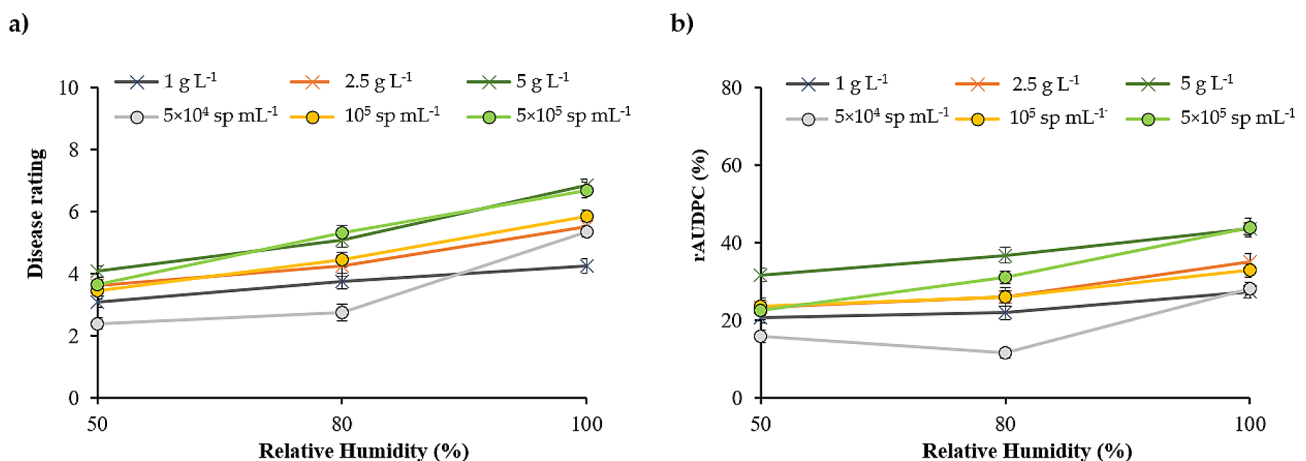 a)
1 g L⁻¹ 2.5 g L⁻¹ 5 g L⁻¹
5×10⁴ sp mL⁻¹ 10⁵ sp mL⁻¹ 5×10⁵ sp mL⁻¹
10
8
6
4
2
0
Disease rating
50 80 100
Relative Humidity (%)
b)
1 g L⁻¹ 2.5 g L⁻¹ 5 g L⁻¹
5×10⁴ sp mL⁻¹ 10⁵ sp mL⁻¹ 5×10⁵ sp mL⁻¹
80
60
40
20
0
rAUDPC (%)
50 80 100
Relative Humidity (%)